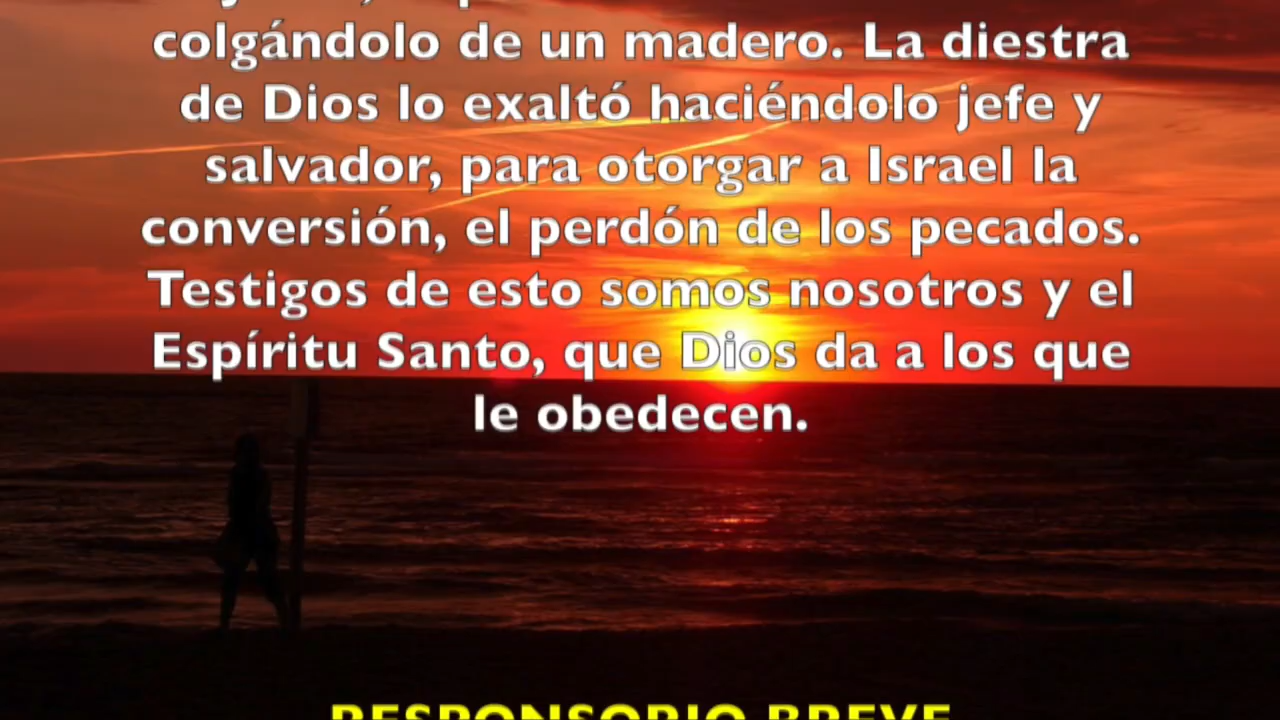 colgándolo de un madero. La diestra
de Dios lo exaltó haciéndolo jefe y
salvador, para otorgar a Israel la
conversión, el perdón de los pecados.
Testigos de esto somos nosotros y el
Espíritu Santo, que Dios da a los que
le obedecen.
RESPONSORIO BREVE